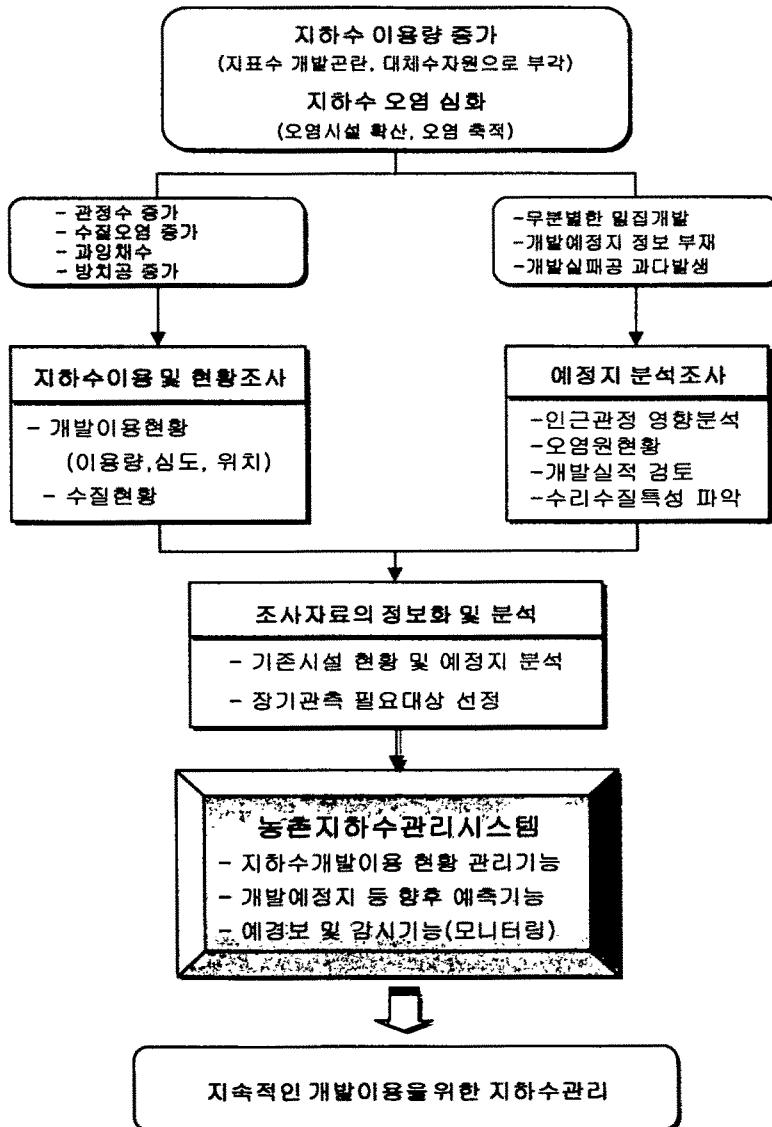 지하수 이용량 증가
(지표수 개발곤란, 대체수자원으로 부각)
지하수 오염 심화
(오염시설 확산, 오염 축적)
- 관정수 증가
- 수질오염 증가
- 과잉채수
- 방치공 증가
-무분별한 밀집개발
-개발예정지 정보 부재
-개발실패공 과다발생
지하수이용 및 현황조사
- 개발이용현황
(이용량,심도, 위치)
- 수질현황
예정지 분석조사
-인근관정 영향분석
-오염원현황
-개발실적 검토
-수리수질특성 파악
조사자료의 정보화 및 분석
- 기존시설 현황 및 예정지 분석
- 장기관측 필요대상 선정
농촌지하수관리시스템
- 지하수개발이용 현황 관리기능
- 개발예정지 등 향후 예측기능
- 예경보 및 감시기능(모니터링)
지속적인 개발이용을 위한 지하수관리